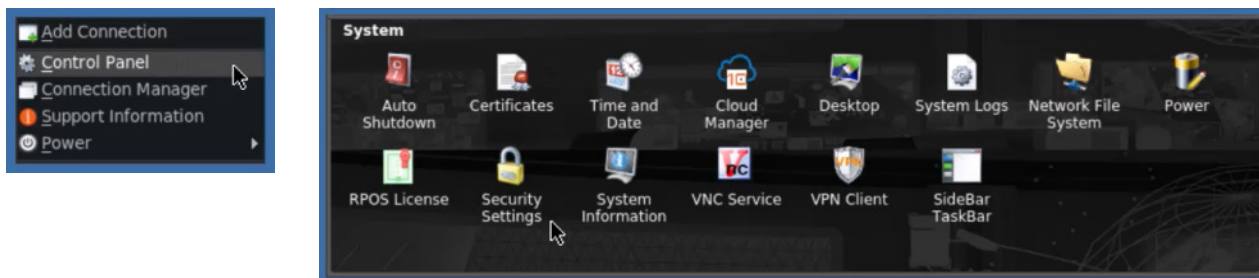 Add Connection
Control Panel
Connection Manager
Support Information
Power
System
Auto Shutdown
Certificates
Time and Date
Cloud Manager
Desktop
System Logs
Network File System
Power
RPOS License
Security Settings
System Information
VNC Service
VPN Client
SideBar TaskBar